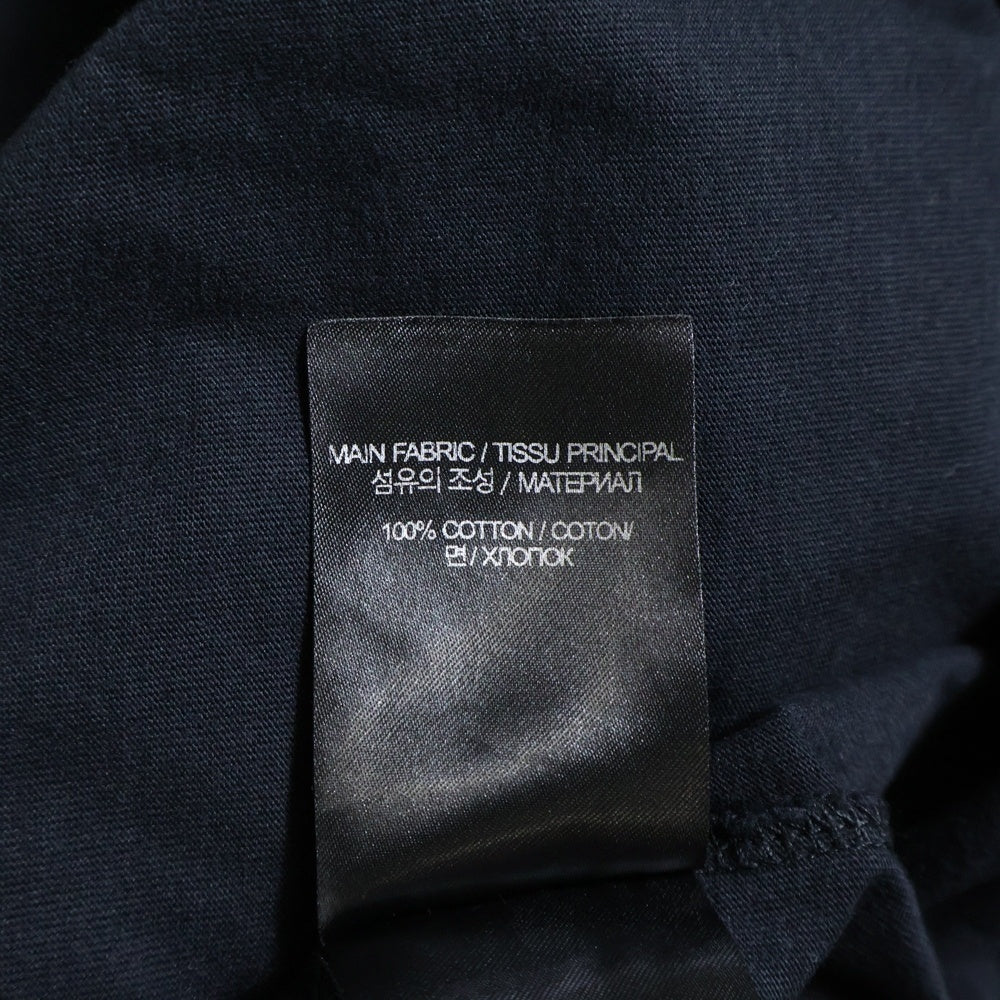 MAIN FABRIC / TISSU PRINCIPAL
섬유의 조성 / МАТЕРИАЛ
100% COTTON / COTON/
면 / ХЛОПОК